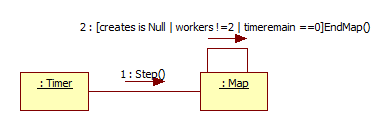 2 : [creates is Null | workers !=2 | timeremain ==0]EndMap()
1 : Step()
: Timer
: Map